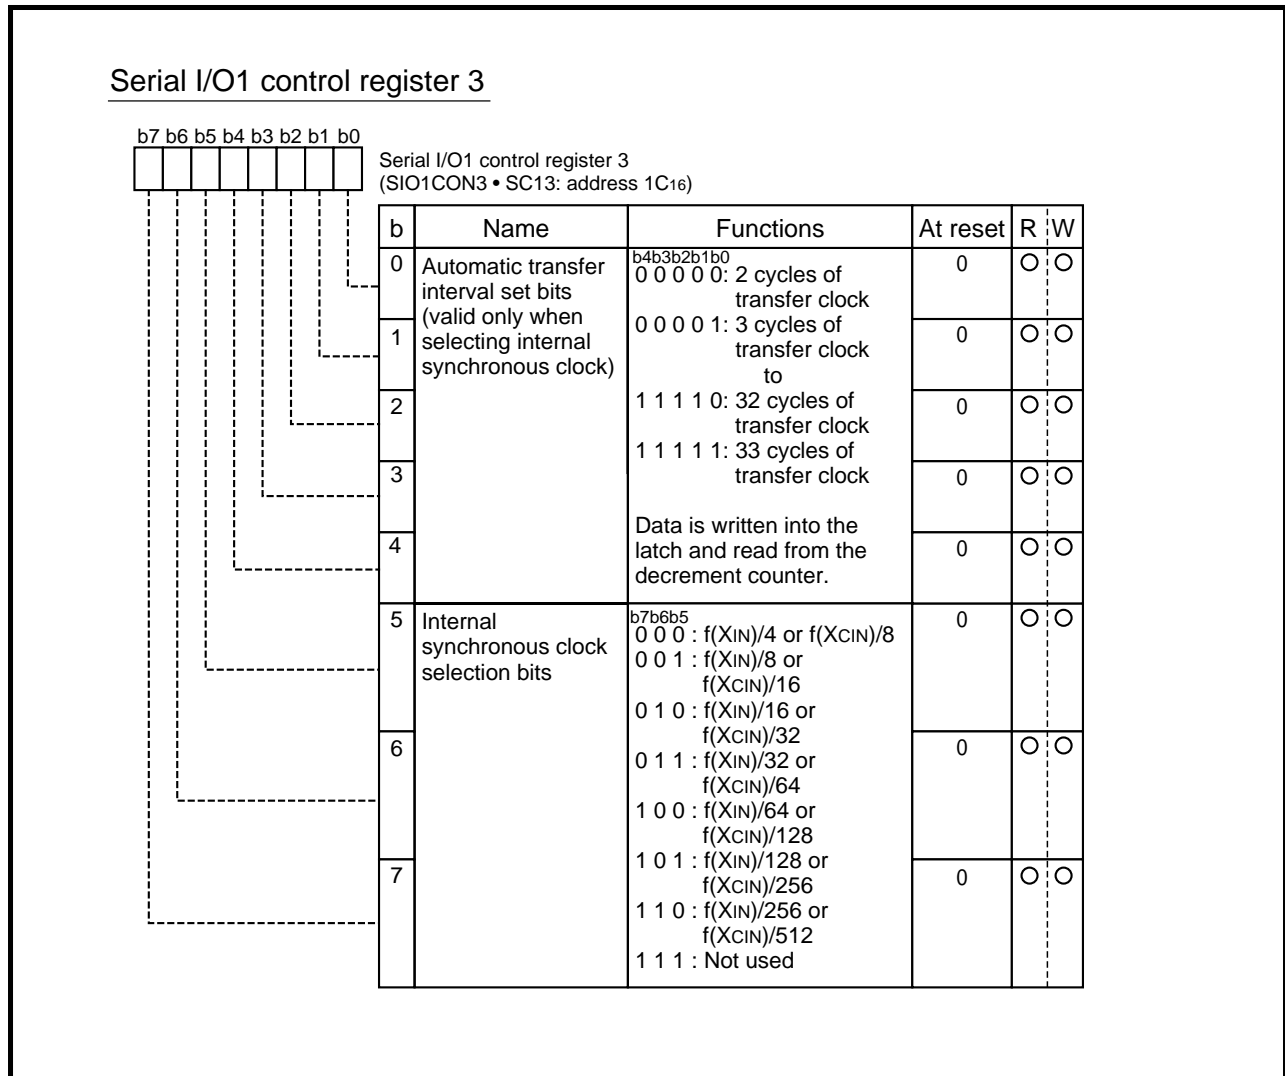 Serial I/O1 control register 3
b7 b6 b5 b4 b3 b2 b1 b0
Serial I/O1 control register 3
(SIO1CON3 • SC13: address 1C16)
b Name Functions At reset R W
0 Automatic transfer interval set bits (valid only when selecting internal synchronous clock)
b4b3b2b1b0
0 0 0 0 0: 2 cycles of
transfer clock
0 0 0 0 1: 3 cycles of
transfer clock
to
1 1 1 1 0: 32 cycles of
transfer clock
1 1 1 1 1: 33 cycles of
transfer clock
Data is written into the
latch and read from the
decrement counter.
0 O O
1 0 O O
2 0 O O
3 0 O O
4 0 O O
5 Internal
synchronous clock
selection bits
b7b6b5
0 0 0 : f(XIN)/4 or f(XCIN)/8
0 0 1 : f(XIN)/8 or
f(XCIN)/16
0 1 0 : f(XIN)/16 or
f(XCIN)/32
0 1 1 : f(XIN)/32 or
f(XCIN)/64
1 0 0 : f(XIN)/64 or
f(XCIN)/128
1 0 1 : f(XIN)/128 or
f(XCIN)/256
1 1 0 : f(XIN)/256 or
f(XCIN)/512
1 1 1 : Not used
0 O O
6 0 O O
7 0 O O